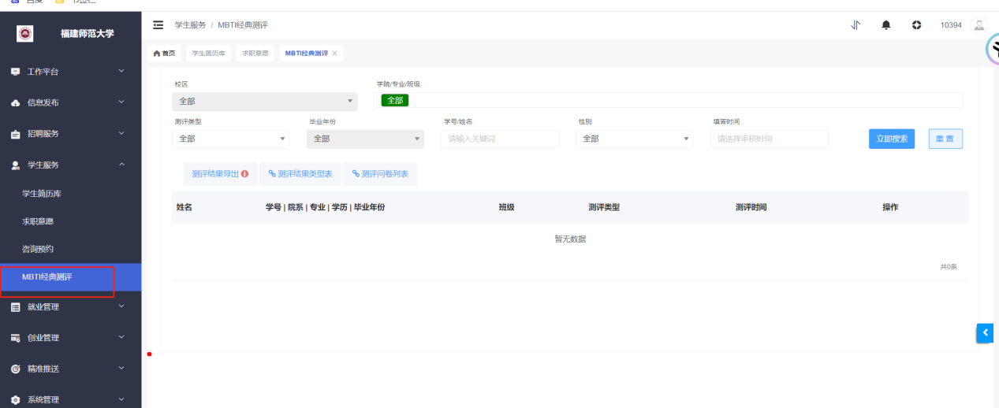 百度 书签栏
福建师范大学
学生服务 / MBTI经典测评
10394
首页 学生简历库 求职意愿 MBTI经典测评 ×
工作平台
信息发布
招聘服务
学生服务
学生简历库
求职意愿
咨询预约
MBTI经典测评
就业管理
创业管理
精准推送
系统管理
校区 学院/专业/班级
全部 全部
测评类型 毕业年份 学号/姓名 性别 填答时间
全部 全部 请输入关键词 全部 请选择审核时间 立即搜索 重置
测评结果导出 测评结果类型表 测评问卷列表
姓名 学号 | 院系 | 专业 | 学历 | 毕业年份 班级 测评类型 测评时间 操作
暂无数据
共0条